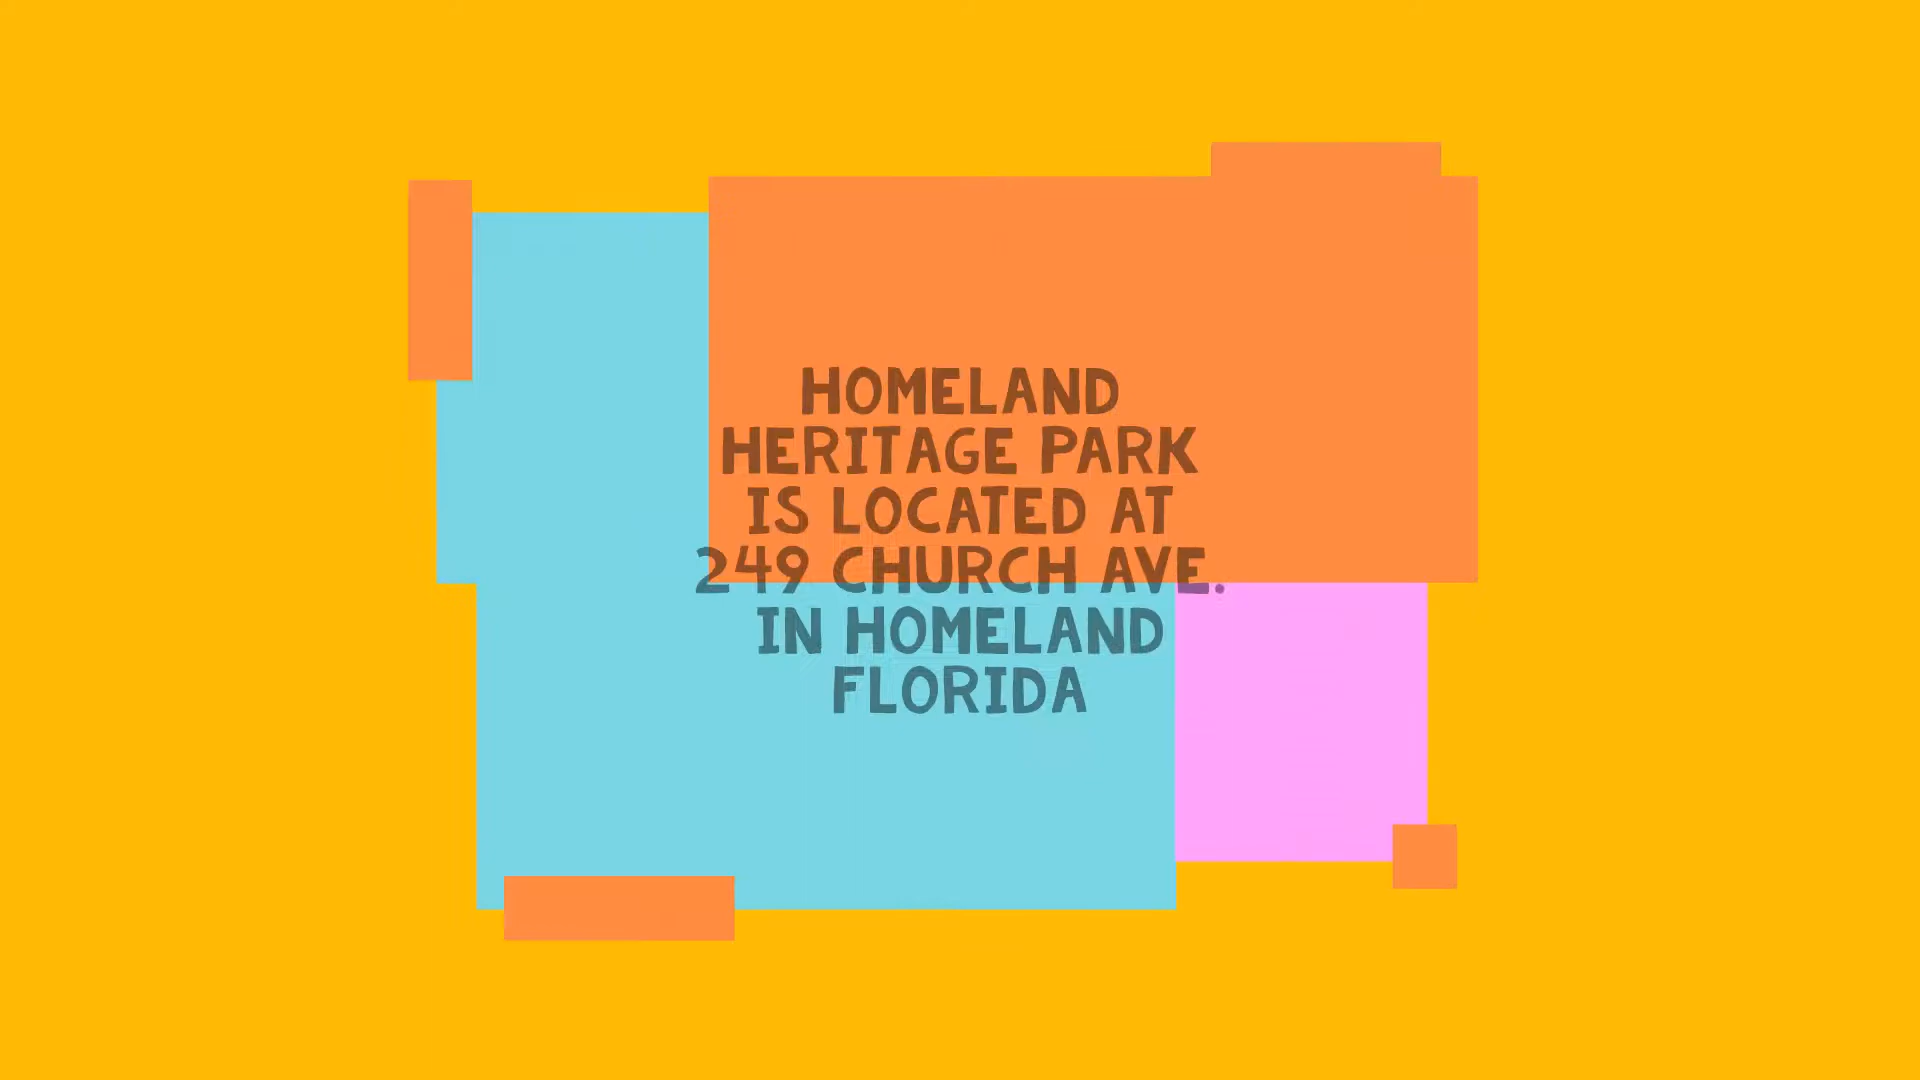 HOMELAND
HERITAGE PARK
IS LOCATED AT
249 CHURCH AVE.
IN HOMELAND
FLORIDA